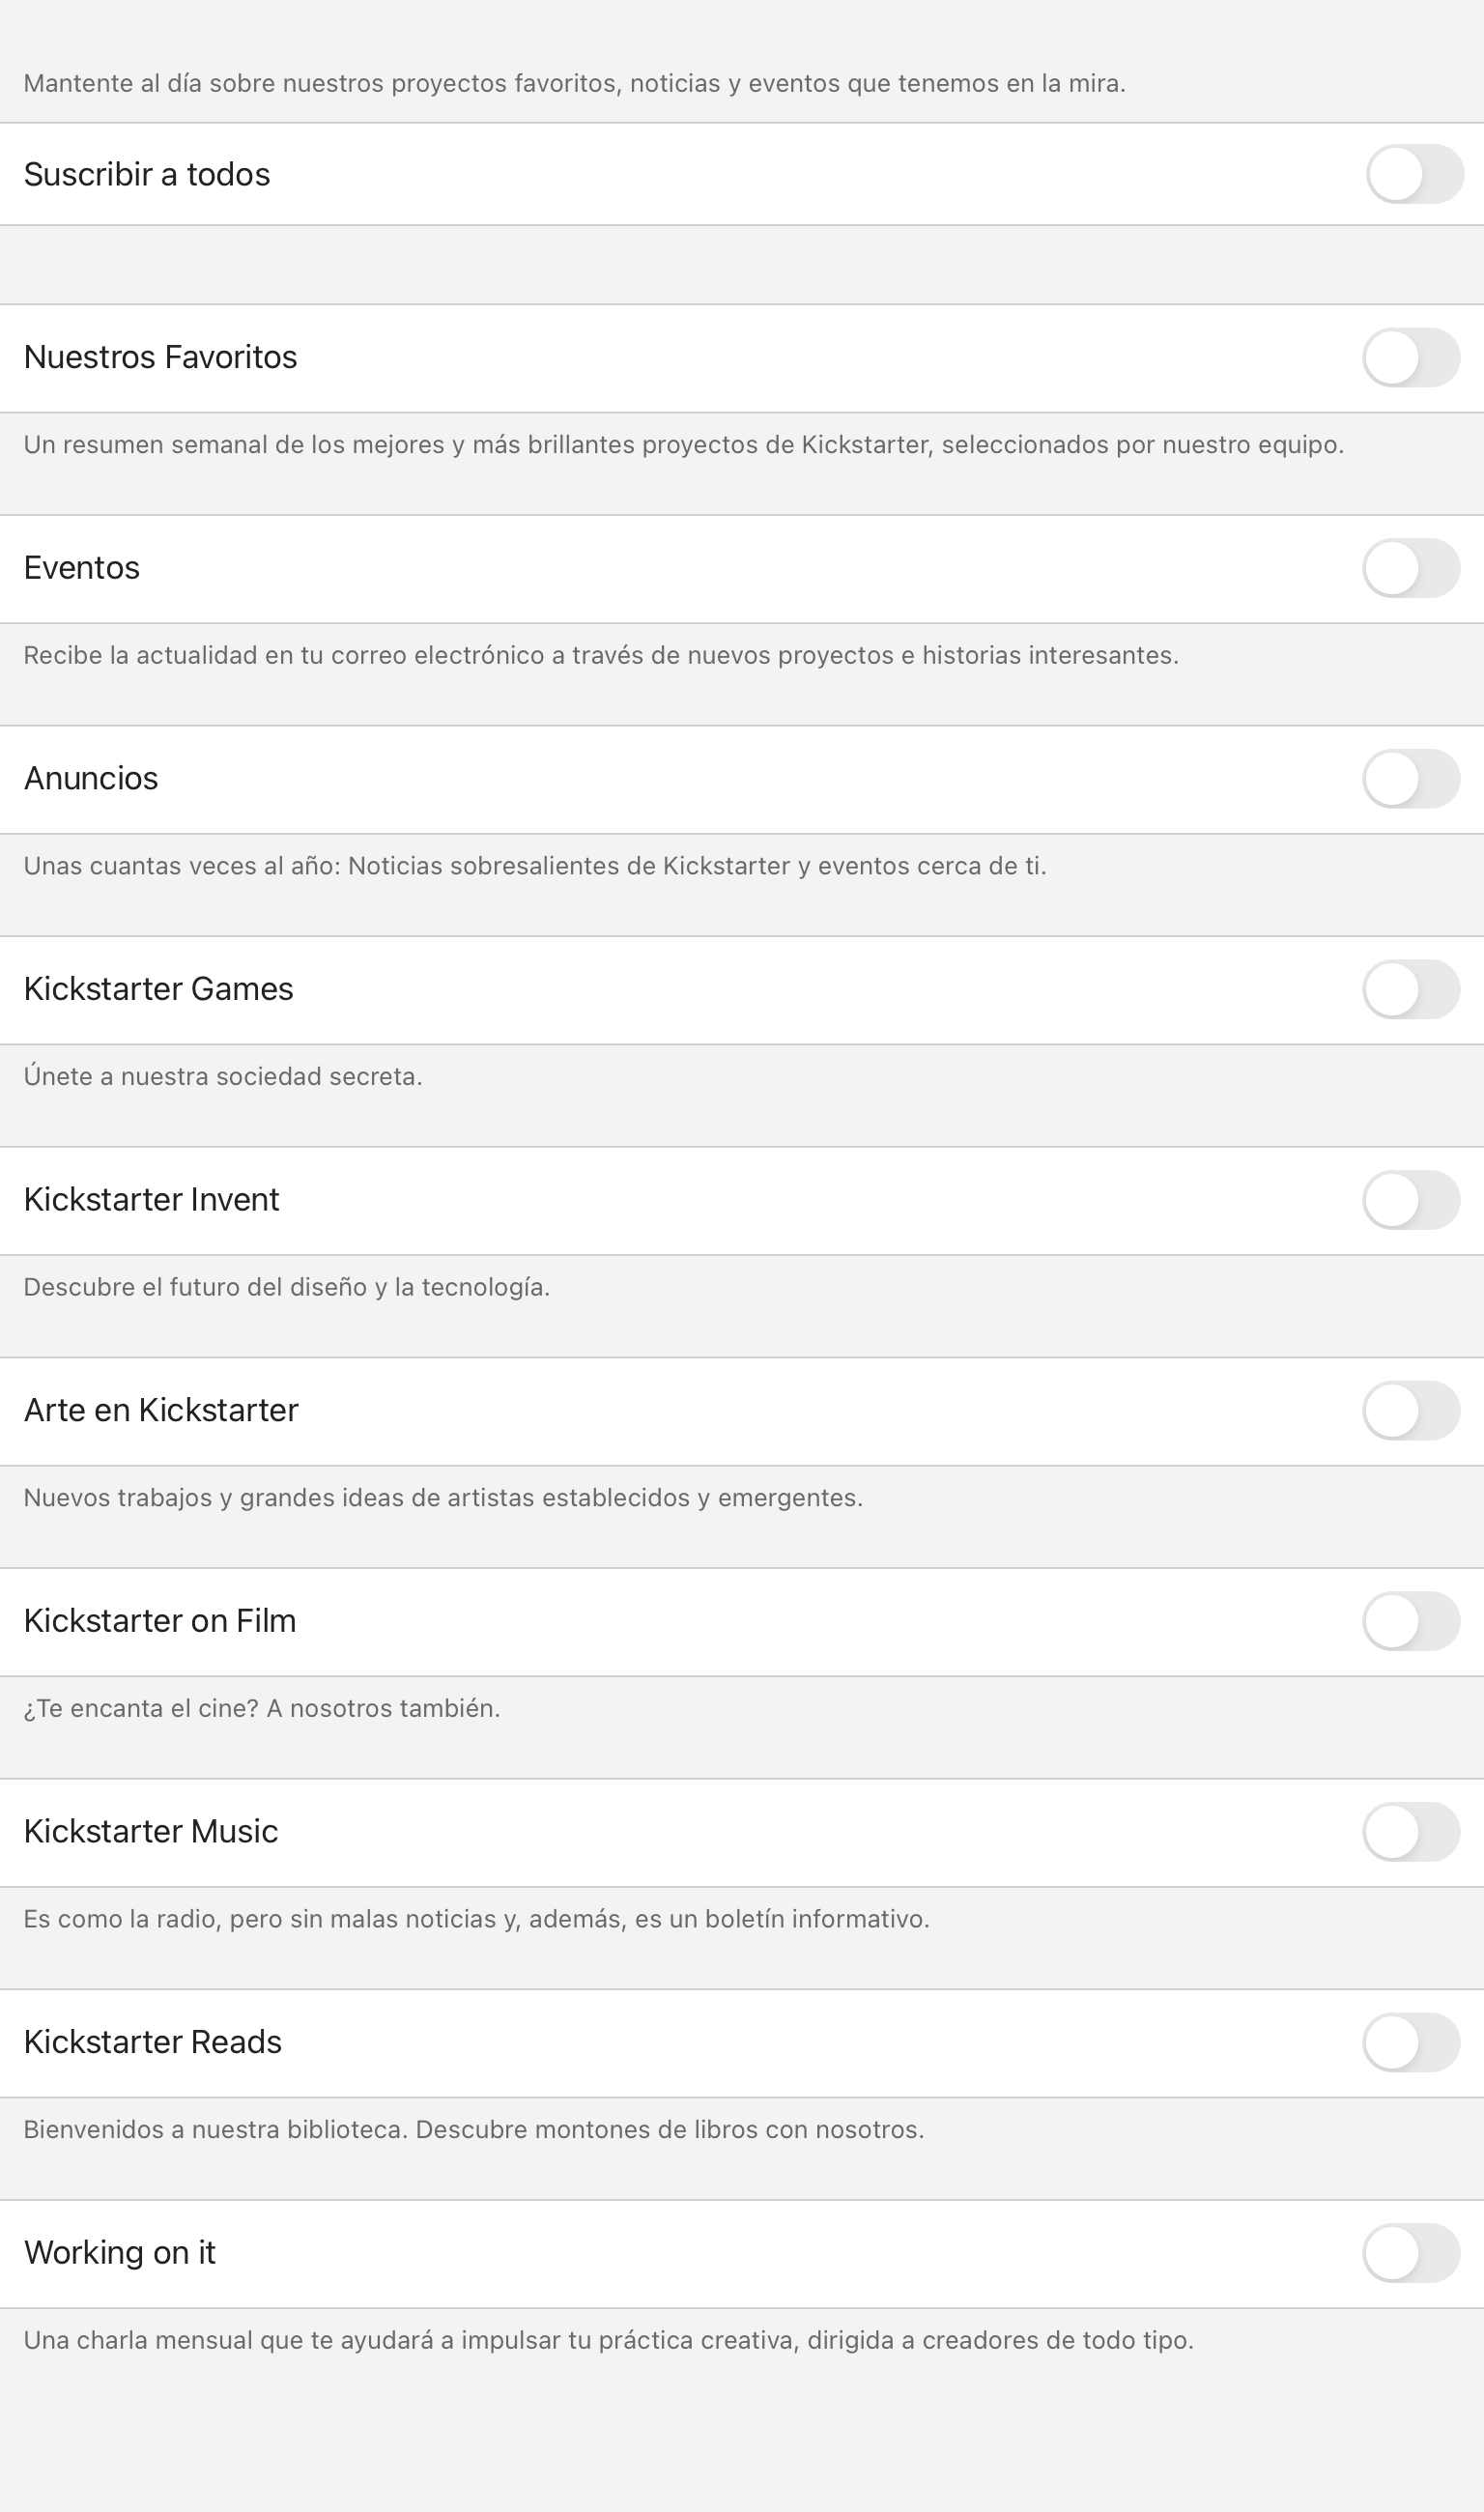 Mantente al día sobre nuestros proyectos favoritos, noticias y eventos que tenemos en la mira.
Suscribir a todos
Nuestros Favoritos
Un resumen semanal de los mejores y más brillantes proyectos de Kickstarter, seleccionados por nuestro equipo.
Eventos
Recibe la actualidad en tu correo electrónico a través de nuevos proyectos e historias interesantes.
Anuncios
Unas cuantas veces al año: Noticias sobresalientes de Kickstarter y eventos cerca de ti.
Kickstarter Games
Únete a nuestra sociedad secreta.
Kickstarter Invent
Descubre el futuro del diseño y la tecnología.
Arte en Kickstarter
Nuevos trabajos y grandes ideas de artistas establecidos y emergentes.
Kickstarter on Film
¿Te encanta el cine? A nosotros también.
Kickstarter Music
Es como la radio, pero sin malas noticias y, además, es un boletín informativo.
Kickstarter Reads
Bienvenidos a nuestra biblioteca. Descubre montones de libros con nosotros.
Working on it
Una charla mensual que te ayudará a impulsar tu práctica creativa, dirigida a creadores de todo tipo.